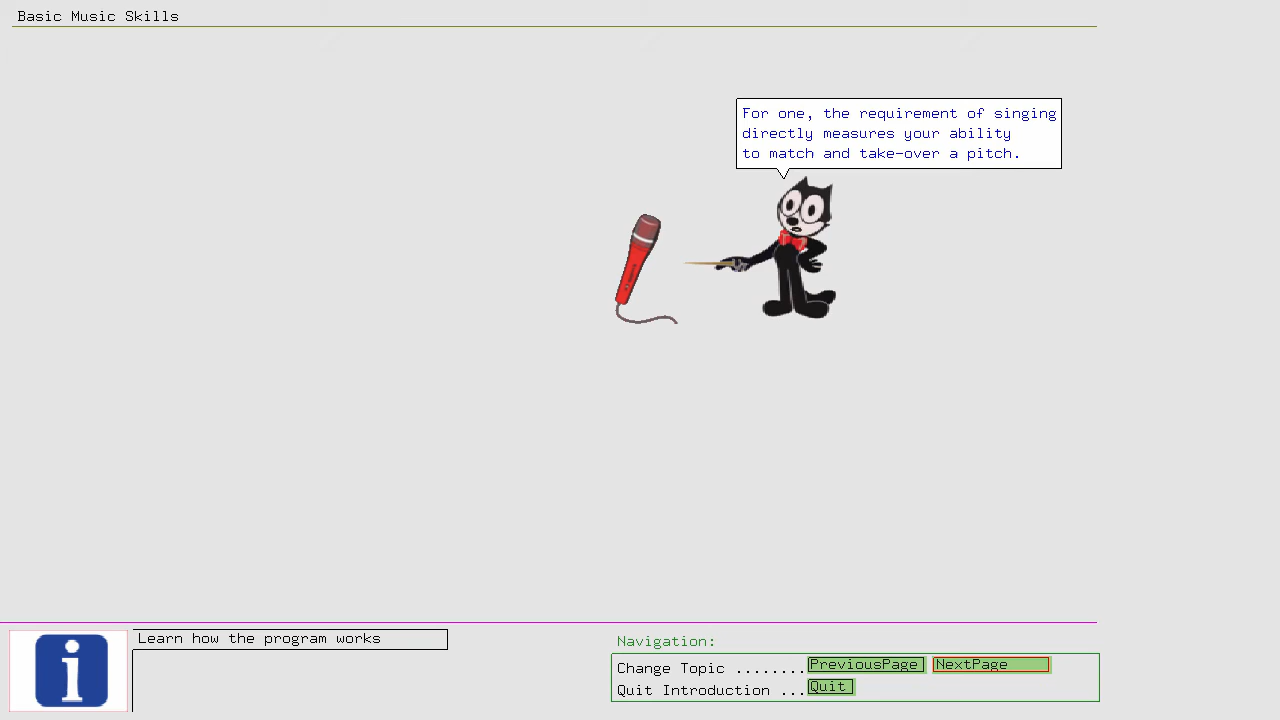 Basic Music Skills
For one, the requirement of singing
directly measures your ability
to match and take-over a pitch.
Learn how the program works
Navigation:
Change Topic ........PreviousPage NextPage
Quit Introduction ...Quit